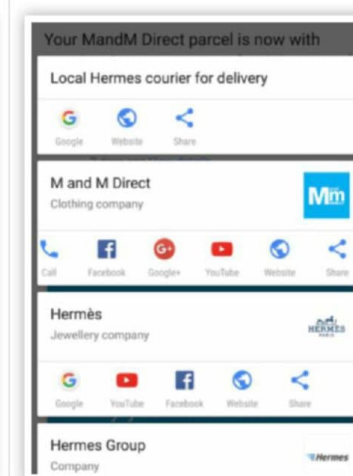 Your MandM Direct parcel is now with
Local Hermes courier for delivery
Google Website Share
M and M Direct
Clothing company
Mm
Call Facebook Google+ YouTube Website Share
Hermès
Jewellery company
HERMÈS
PARIS
Google YouTube Facebook Website Share
Hermes Group
Company
Hermes